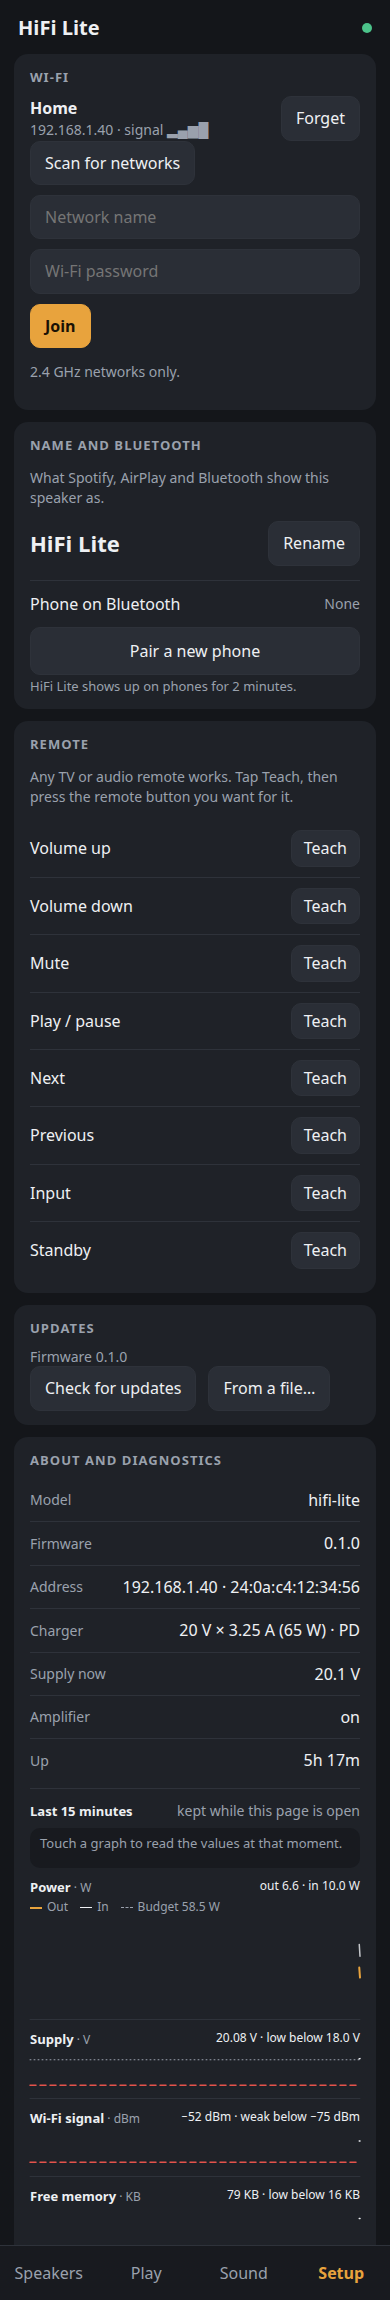 HiFi Lite
WI-FI
Home
Forget
192.168.1.40 · signal ▂▄▆█
Scan for networks
Network name
Wi-Fi password
Join
2.4 GHz networks only.
NAME AND BLUETOOTH
What Spotify, AirPlay and Bluetooth show this
speaker as.
HiFi Lite
Rename
Phone on Bluetooth None
Pair a new phone
HiFi Lite shows up on phones for 2 minutes.
REMOTE
Any TV or audio remote works. Tap Teach, then
press the remote button you want for it.
Volume up Teach
Volume down Teach
Mute Teach
Play / pause Teach
Next Teach
Previous Teach
Input Teach
Standby Teach
UPDATES
Firmware 0.1.0
Check for updates From a file...
ABOUT AND DIAGNOSTICS
Model hifi-lite
Firmware 0.1.0
Address 192.168.1.40 · 24:0a:c4:12:34:56
Charger 20 V × 3.25 A (65 W) · PD
Supply now 20.1 V
Amplifier on
Up 5h 17m
Last 15 minutes kept while this page is open
Touch a graph to read the values at that moment.
Power · W out 6.6 · in 10.0 W
Out In Budget 58.5 W
Supply · V 20.08 V · low below 18.0 V
Wi-Fi signal · dBm −52 dBm · weak below −75 dBm
Free memory · KB 79 KB · low below 16 KB
Speakers Play Sound Setup